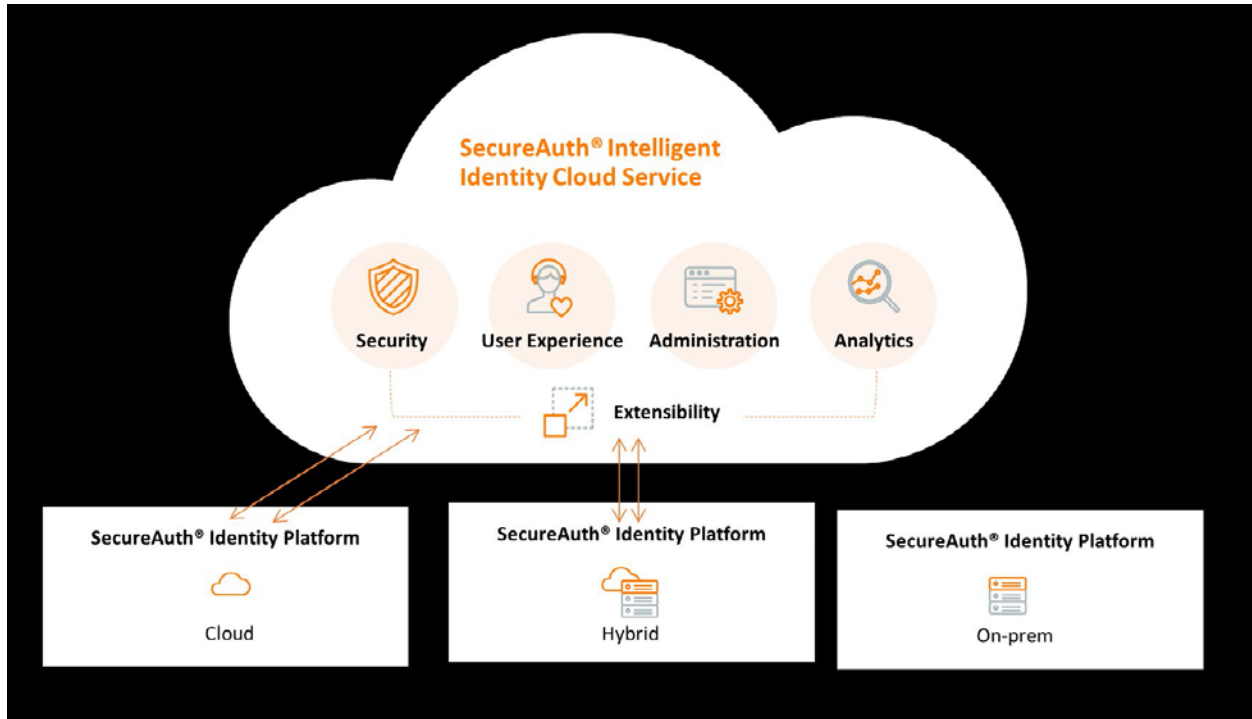 SecureAuth® Intelligent
Identity Cloud Service
Security
User Experience
Administration
Analytics
Extensibility
SecureAuth® Identity Platform
Cloud
SecureAuth® Identity Platform
Hybrid
SecureAuth® Identity Platform
On-prem